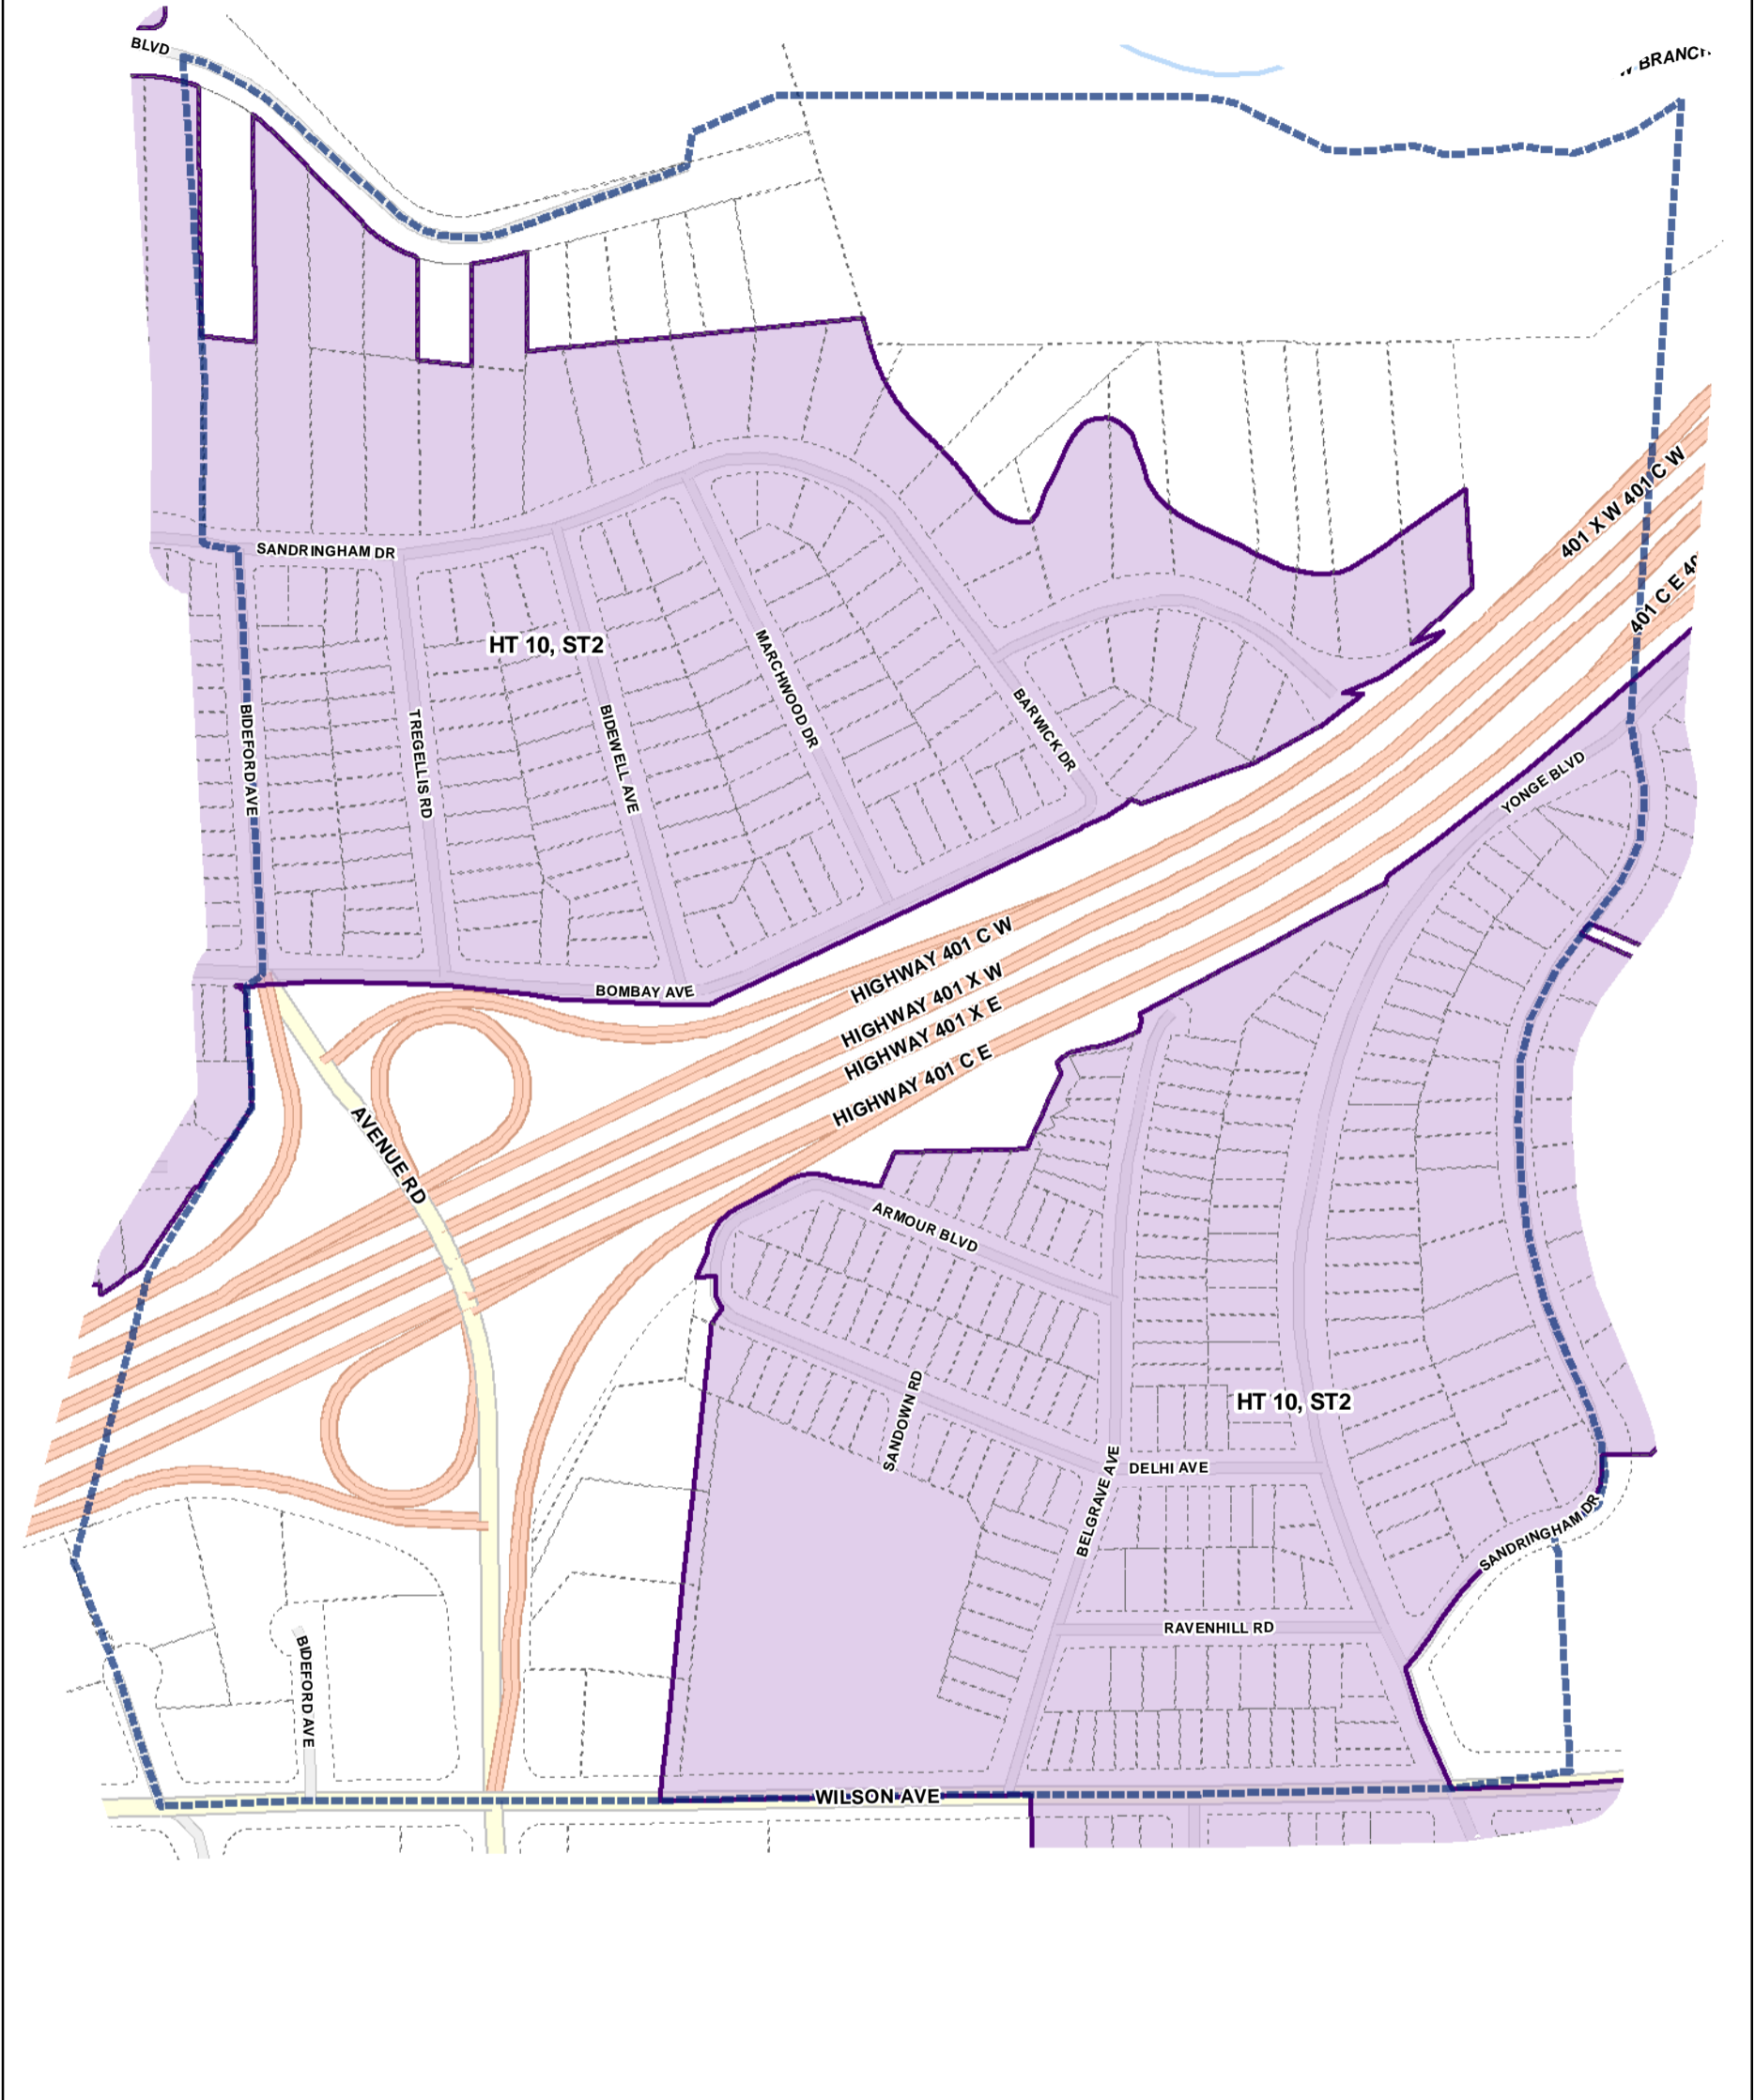 BLVD
401 X W 401 C W
SANDRINGHAM DR
HT 10, ST2
MARCHWOOD DR
BARWICK DR
BIDEFORD AVE
TREGELLIS RD
BIDEWELL AVE
YONGE BLVD
BOMBAY AVE
HIGHWAY 401 C W
HIGHWAY 401 X W
HIGHWAY 401 X E
HIGHWAY 401 C E
AVENUE RD
ARMOUR BLVD
SANDOWN RD
HT 10, ST2
DELHI AVE
BELGRAVE AVE
SANDRINGHAM DR
RAVENHILL RD
BIDEFORD AVE
WILSON AVE